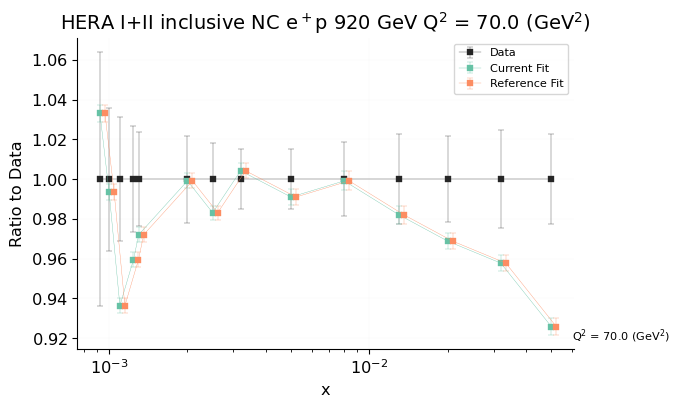 HERA I+II inclusive NC e⁺p 920 GeV Q² = 70.0 (GeV²)
Data
Current Fit
Reference Fit
Ratio to Data
1.06
1.04
1.02
1.00
0.98
0.96
0.94
0.92
Q² = 70.0 (GeV²)
10⁻³
10⁻²
x